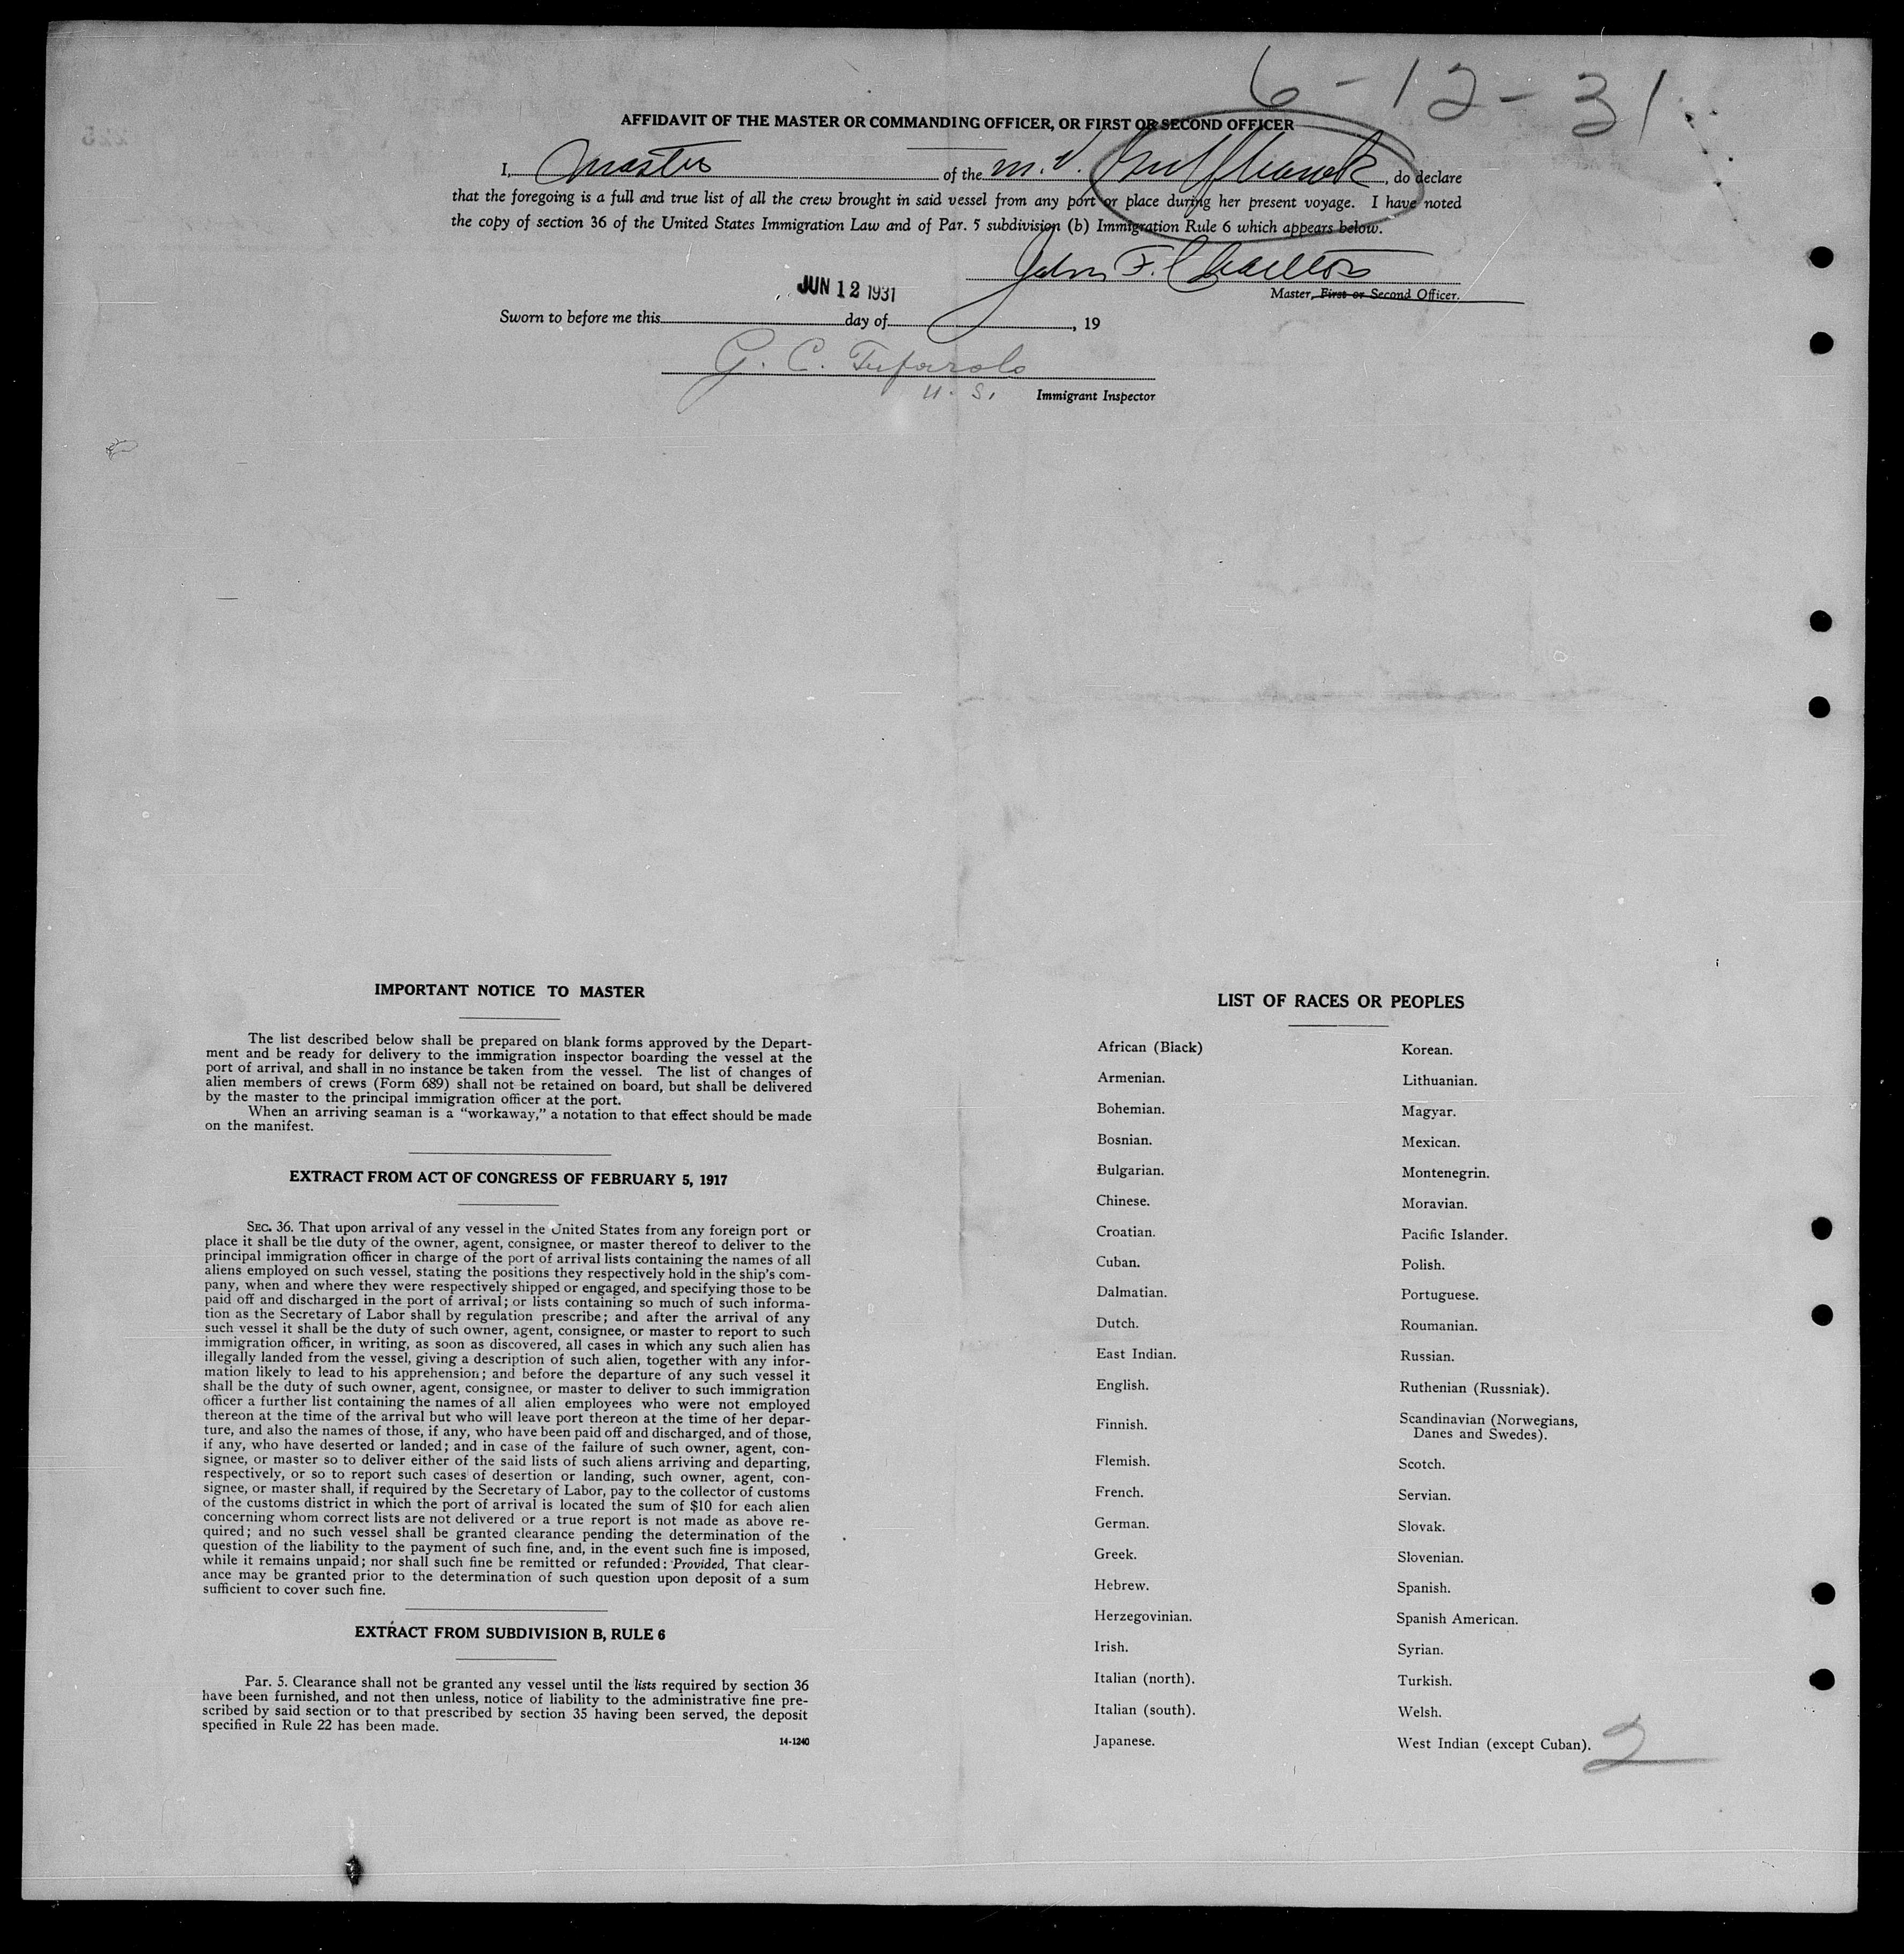 6-12-31
AFFIDAVIT OF THE MASTER OR COMMANDING OFFICER, OR FIRST OR SECOND OFFICER
I, Master of the M.V. Gulfhawk, do declare
that the foregoing is a full and true list of all the crew brought in said vessel from any port or place during her present voyage. I have noted
the copy of section 36 of the United States Immigration Law and of Par. 5 subdivision (b) Immigration Rule 6 which appears below.
John F. Charlton
Master, First or Second Officer.
JUN 12 1931
Sworn to before me this day of , 19
G. C. Tufarolo
U. S. Immigrant Inspector
IMPORTANT NOTICE TO MASTER
The list described below shall be prepared on blank forms approved by the Depart-
ment and be ready for delivery to the immigration inspector boarding the vessel at the
port of arrival, and shall in no instance be taken from the vessel. The list of changes of
alien members of crews (Form 689) shall not be retained on board, but shall be delivered
by the master to the principal immigration officer at the port.
When an arriving seaman is a "workaway," a notation to that effect should be made
on the manifest.
EXTRACT FROM ACT OF CONGRESS OF FEBRUARY 5, 1917
SEC. 36. That upon arrival of any vessel in the United States from any foreign port or
place it shall be the duty of the owner, agent, consignee, or master thereof to deliver to the
principal immigration officer in charge of the port of arrival lists containing the names of all
aliens employed on such vessel, stating the positions they respectively hold in the ship's com-
pany, when and where they were respectively shipped or engaged, and specifying those to be
paid off and discharged in the port of arrival; or lists containing so much of such informa-
tion as the Secretary of Labor shall by regulation prescribe; and after the arrival of any
such vessel it shall be the duty of such owner, agent, consignee, or master to report to such
immigration officer, in writing, as soon as discovered, all cases in which any such alien has
illegally landed from the vessel, giving a description of such alien, together with any infor-
mation likely to lead to his apprehension; and before the departure of any such vessel it
shall be the duty of such owner, agent, consignee, or master to deliver to such immigration
officer a further list containing the names of all alien employees who were not employed
thereon at the time of the arrival but who will leave port thereon at the time of her depar-
ture, and also the names of those, if any, who have been paid off and discharged, and of those,
if any, who have deserted or landed; and in case of the failure of such owner, agent, con-
signee, or master so to deliver either of the said lists of such aliens arriving and departing,
respectively, or so to report such cases of desertion or landing, such owner, agent, con-
signee, or master shall, if required by the Secretary of Labor, pay to the collector of customs
of the customs district in which the port of arrival is located the sum of $10 for each alien
concerning whom correct lists are not delivered or a true report is not made as above re-
quired; and no such vessel shall be granted clearance pending the determination of the
question of the liability to the payment of such fine, and, in the event such fine is imposed,
while it remains unpaid; nor shall such fine be remitted or refunded: Provided, That clear-
ance may be granted prior to the determination of such question upon deposit of a sum
sufficient to cover such fine.
EXTRACT FROM SUBDIVISION B, RULE 6
Par. 5. Clearance shall not be granted any vessel until the lists required by section 36
have been furnished, and not then unless, notice of liability to the administrative fine pre-
scribed by said section or to that prescribed by section 35 having been served, the deposit
specified in Rule 22 has been made.
14-1240
LIST OF RACES OR PEOPLES
African (Black)
Armenian.
Bohemian.
Bosnian.
Bulgarian.
Chinese.
Croatian.
Cuban.
Dalmatian.
Dutch.
East Indian.
English.
Finnish.
Flemish.
French.
German.
Greek.
Hebrew.
Herzegovinian.
Irish.
Italian (north).
Italian (south).
Japanese.
Korean.
Lithuanian.
Magyar.
Mexican.
Montenegrin.
Moravian.
Pacific Islander.
Polish.
Portuguese.
Roumanian.
Russian.
Ruthenian (Russniak).
Scandinavian (Norwegians,
Danes and Swedes).
Scotch.
Servian.
Slovak.
Slovenian.
Spanish.
Spanish American.
Syrian.
Turkish.
Welsh.
West Indian (except Cuban).
2